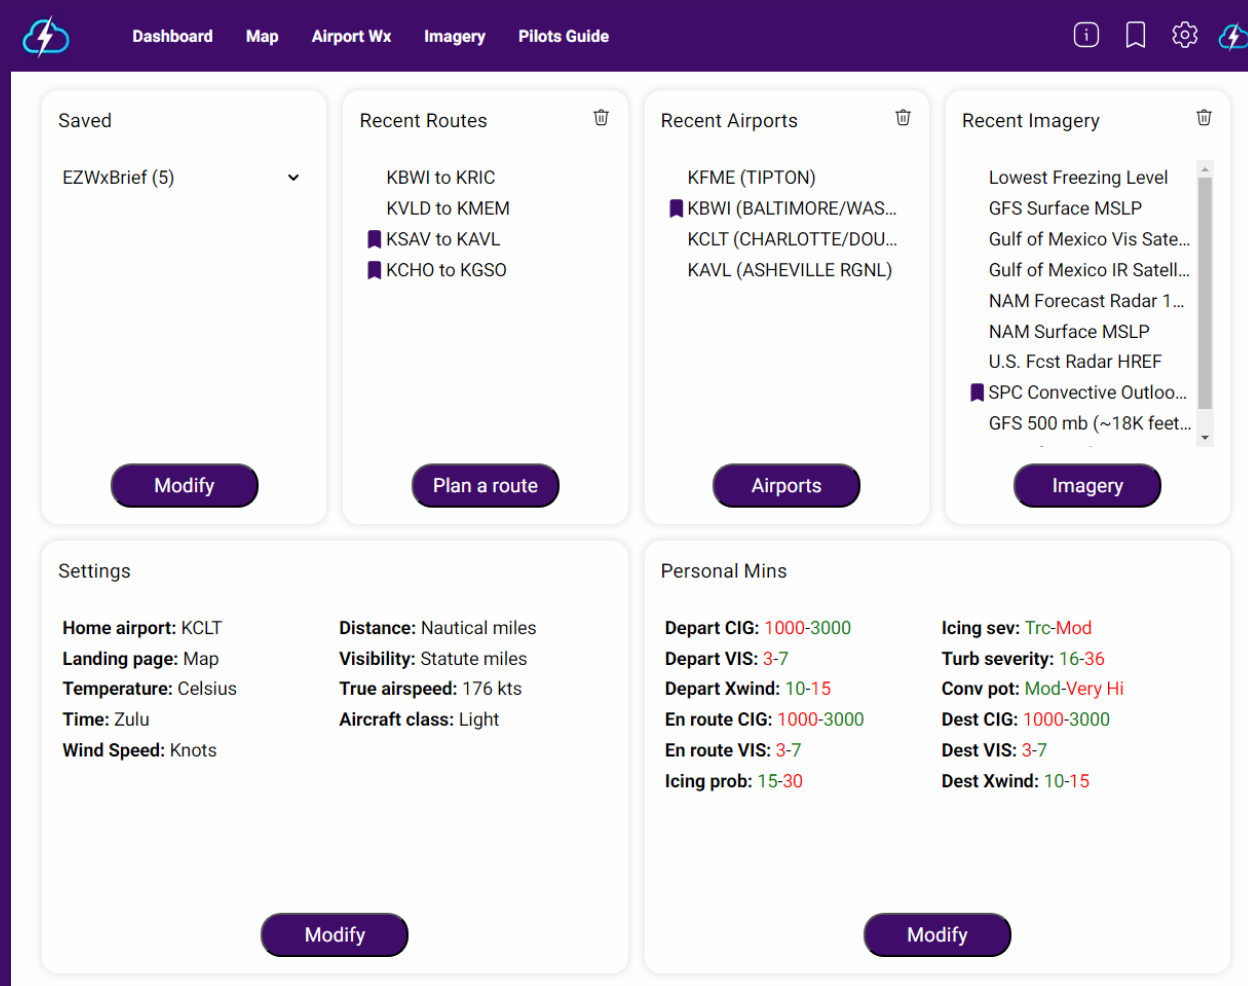 Dashboard Map Airport Wx Imagery Pilots Guide
Saved
EZWxBrief (5)
Modify
Recent Routes
KBWI to KRIC
KVLD to KMEM
KSAV to KAVL
KCHO to KGSO
Plan a route
Recent Airports
KFME (TIPTON)
KBWI (BALTIMORE/WAS...
KCLT (CHARLOTTE/DOU...
KAVL (ASHEVILLE RGNL)
Airports
Recent Imagery
Lowest Freezing Level
GFS Surface MSLP
Gulf of Mexico Vis Sate...
Gulf of Mexico IR Satell...
NAM Forecast Radar 1...
NAM Surface MSLP
U.S. Fcst Radar HREF
SPC Convective Outloo...
GFS 500 mb (~18K feet...
Imagery
Settings
Home airport: KCLT
Landing page: Map
Temperature: Celsius
Time: Zulu
Wind Speed: Knots
Distance: Nautical miles
Visibility: Statute miles
True airspeed: 176 kts
Aircraft class: Light
Modify
Personal Mins
Depart CIG: 1000-3000
Depart VIS: 3-7
Depart Xwind: 10-15
En route CIG: 1000-3000
En route VIS: 3-7
Icing prob: 15-30
Icing sev: Trc-Mod
Turb severity: 16-36
Conv pot: Mod-Very Hi
Dest CIG: 1000-3000
Dest VIS: 3-7
Dest Xwind: 10-15
Modify